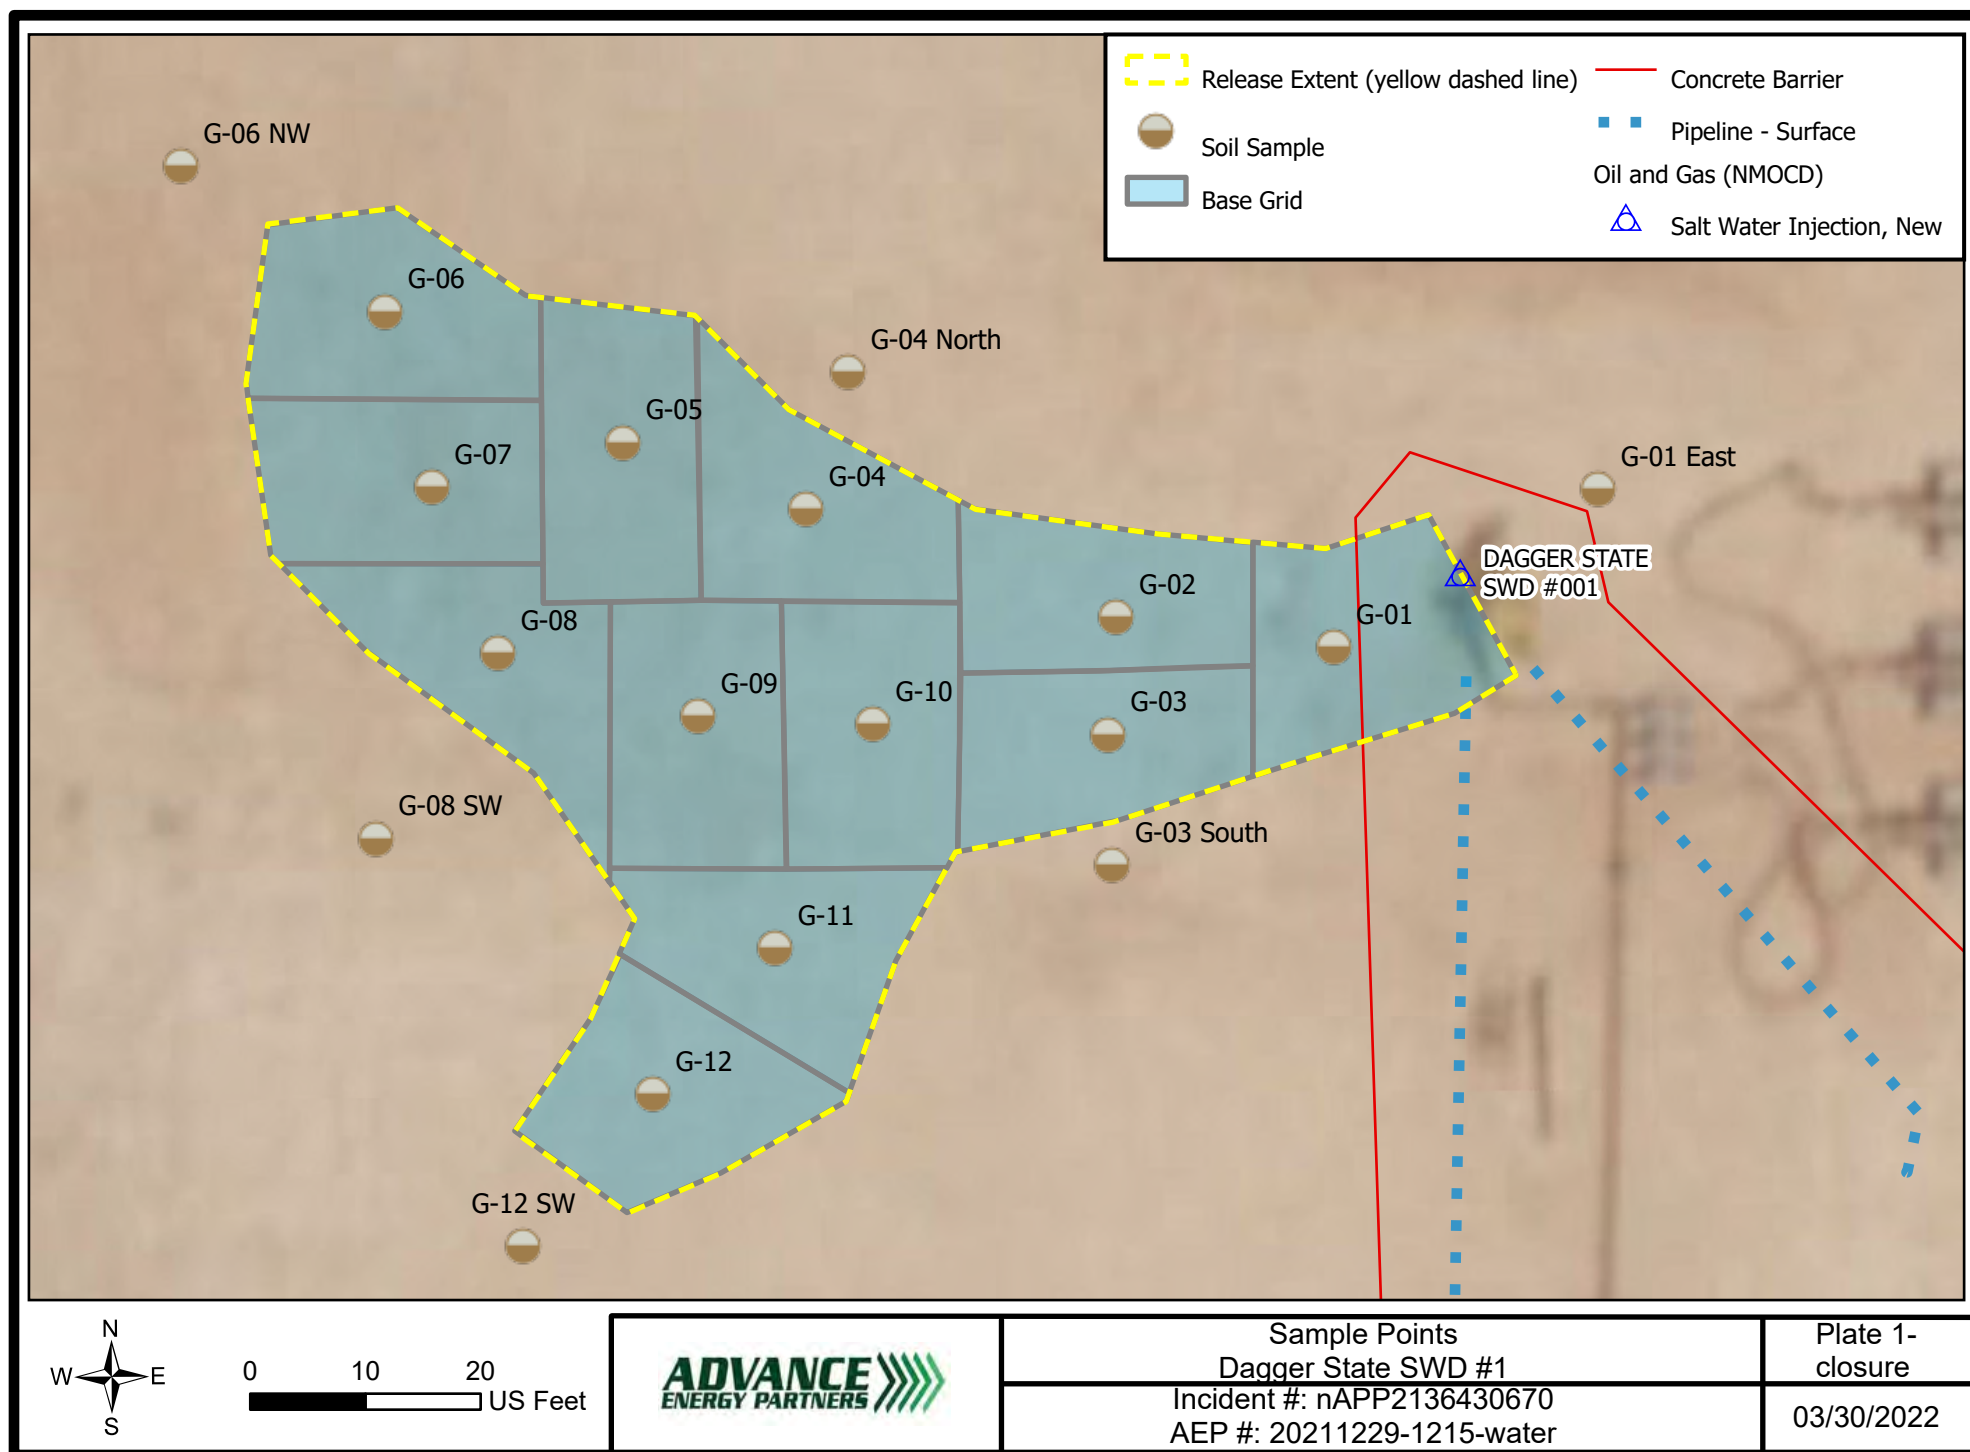 Release Extent (yellow dashed line)
Soil Sample
Base Grid
Concrete Barrier
Pipeline - Surface
Oil and Gas (NMOCD)
Salt Water Injection, New
G-06 NW
G-06
G-04 North
G-05
G-07
G-04
G-01 East
DAGGER STATE
SWD #001
G-02
G-01
G-08
G-09
G-10
G-03
G-08 SW
G-03 South
G-11
G-12
G-12 SW
N
W E
S
0 10 20
US Feet
ADVANCE
ENERGY PARTNERS
Sample Points
Dagger State SWD #1
Incident #: nAPP2136430670
AEP #: 20211229-1215-water
Plate 1-
closure
03/30/2022